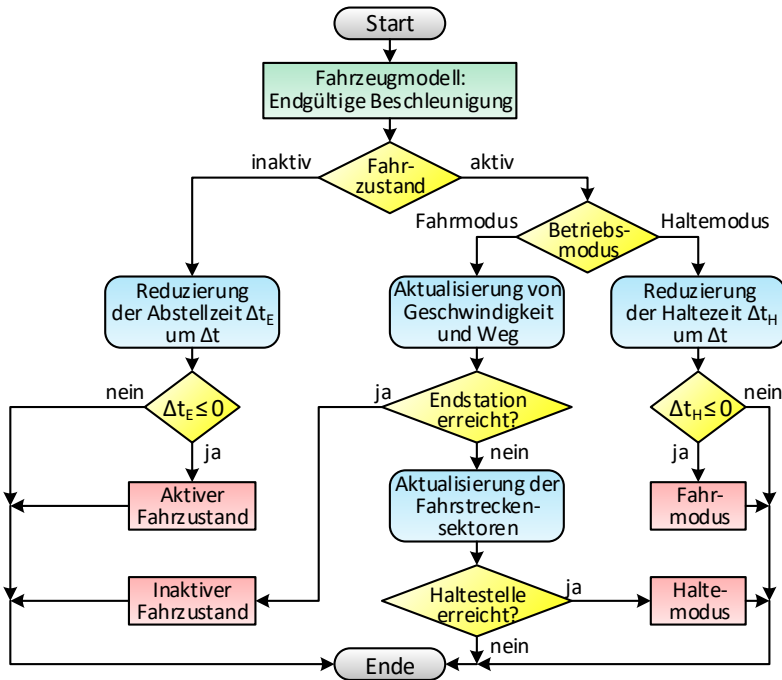 Start
Fahrzeugmodell:
Endgültige Beschleunigung
inaktiv
Fahr-
zustand
aktiv
Fahrmodus
Betriebs-
modus
Haltemodus
Reduzierung
der Abstellzeit Δt_E
um Δt
Aktualisierung von
Geschwindigkeit
und Weg
Reduzierung
der Haltezeit Δt_H
um Δt
nein
Δt_E ≤ 0
ja
ja
Endstation
erreicht?
nein
Δt_H ≤ 0
nein
ja
Aktiver
Fahrzustand
Aktualisierung der
Fahrstrecken-
sektoren
Fahr-
modus
Inaktiver
Fahrzustand
Haltestelle
erreicht?
ja
nein
Halte-
modus
Ende